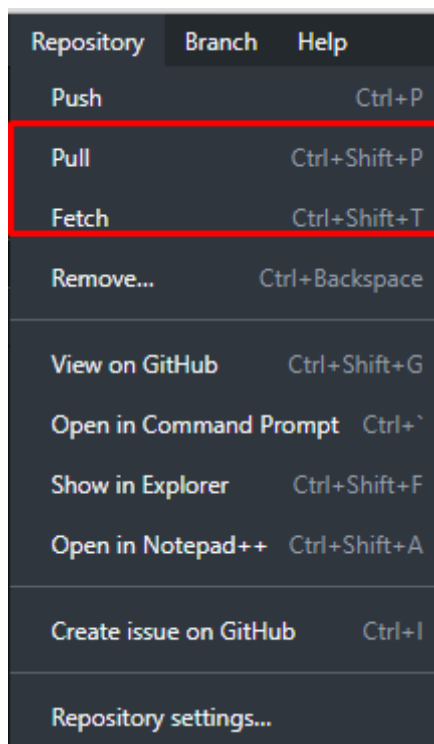 Repository Branch Help
Push Ctrl+P
Pull Ctrl+Shift+P
Fetch Ctrl+Shift+T
Remove... Ctrl+Backspace
View on GitHub Ctrl+Shift+G
Open in Command Prompt Ctrl+`
Show in Explorer Ctrl+Shift+F
Open in Notepad++ Ctrl+Shift+A
Create issue on GitHub Ctrl+I
Repository settings...